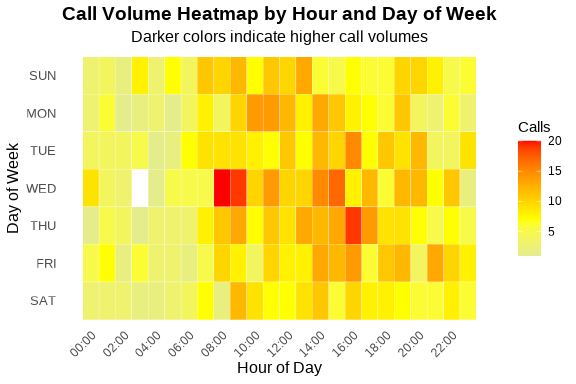 Call Volume Heatmap by Hour and Day of Week
Darker colors indicate higher call volumes
Day of Week
SUN
MON
TUE
WED
THU
FRI
SAT
00:00
02:00
04:00
06:00
08:00
10:00
12:00
14:00
16:00
18:00
20:00
22:00
Hour of Day
Calls
20
15
10
5